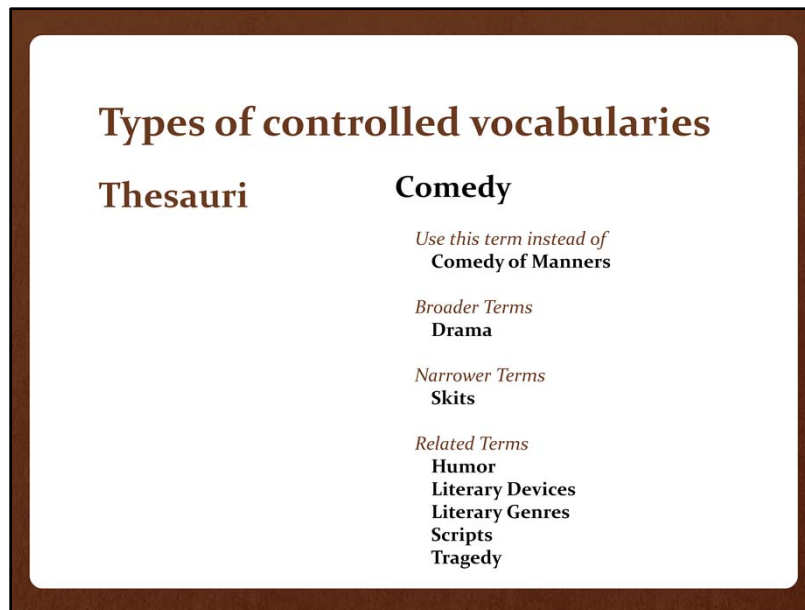 Types of controlled vocabularies
Thesauri
Comedy
Use this term instead of
Comedy of Manners
Broader Terms
Drama
Narrower Terms
Skits
Related Terms
Humor
Literary Devices
Literary Genres
Scripts
Tragedy